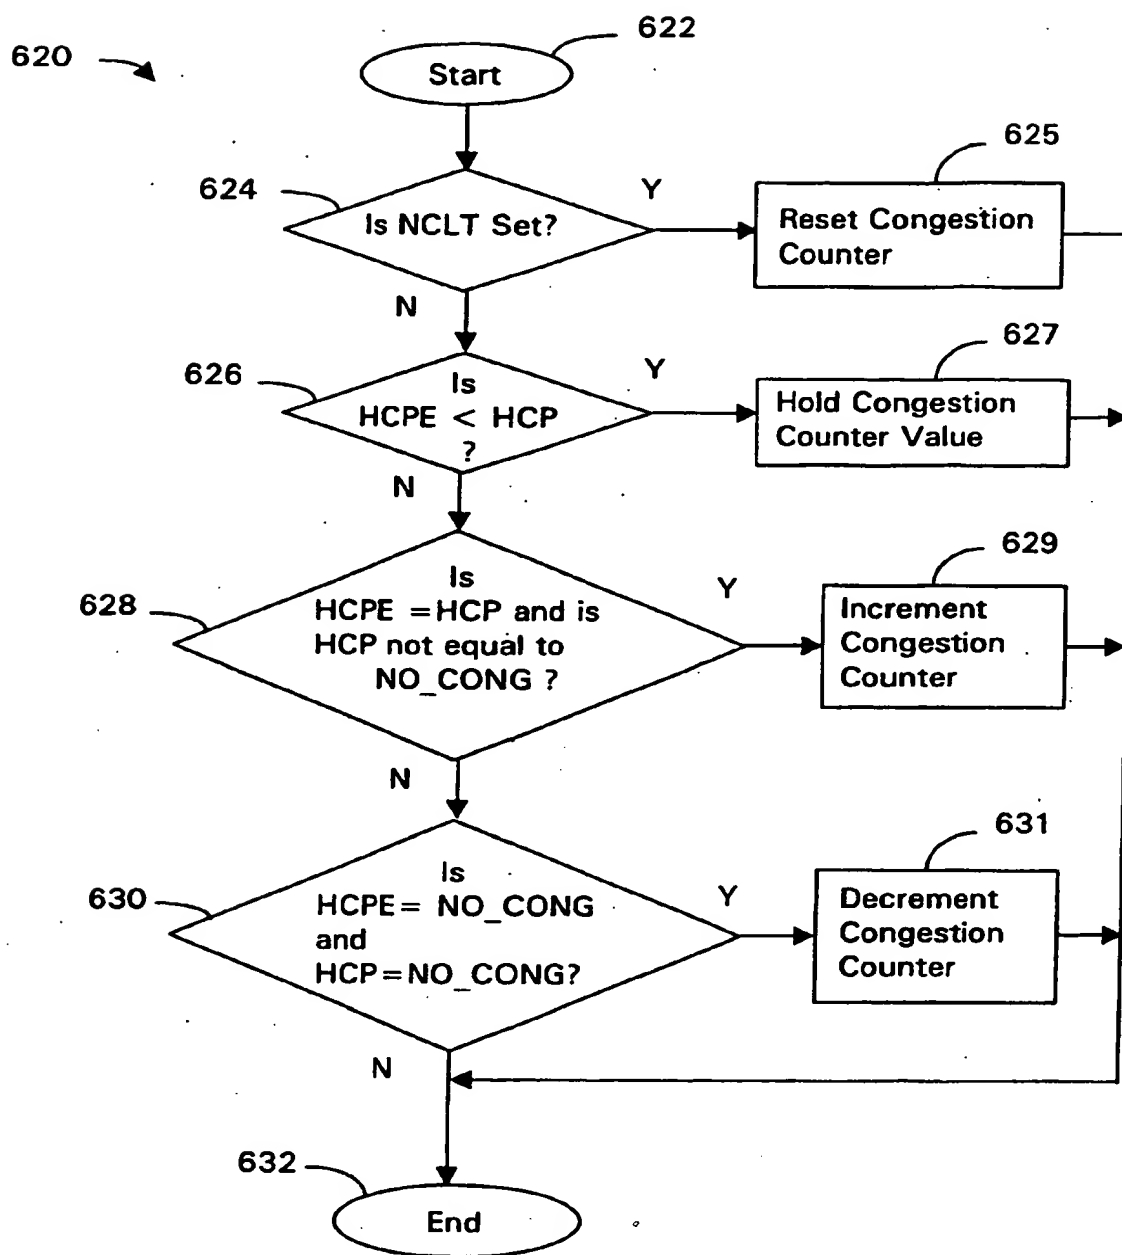 622
620
Start
625
624
Y
Is NCLT Set?
Reset Congestion
Counter
N
627
626
Y
Is
HCPE < HCP
?
Hold Congestion
Counter Value
N
629
628
Y
Is
HCPE = HCP and is
HCP not equal to
NO_CONG ?
Increment
Congestion
Counter
N
631
630
Y
Is
HCPE = NO_CONG
and
HCP = NO_CONG?
Decrement
Congestion
Counter
N
632
End